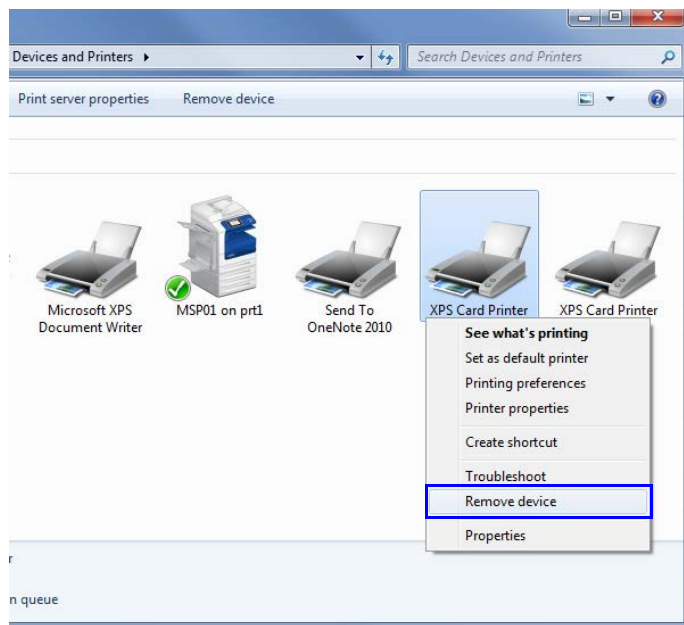 Devices and Printers
Search Devices and Printers
Print server properties Remove device
Microsoft XPS
Document Writer
MSP01 on prt1
Send To
OneNote 2010
XPS Card Printer
XPS Card Printer
See what's printing
Set as default printer
Printing preferences
Printer properties
Create shortcut
Troubleshoot
Remove device
Properties
r
n queue